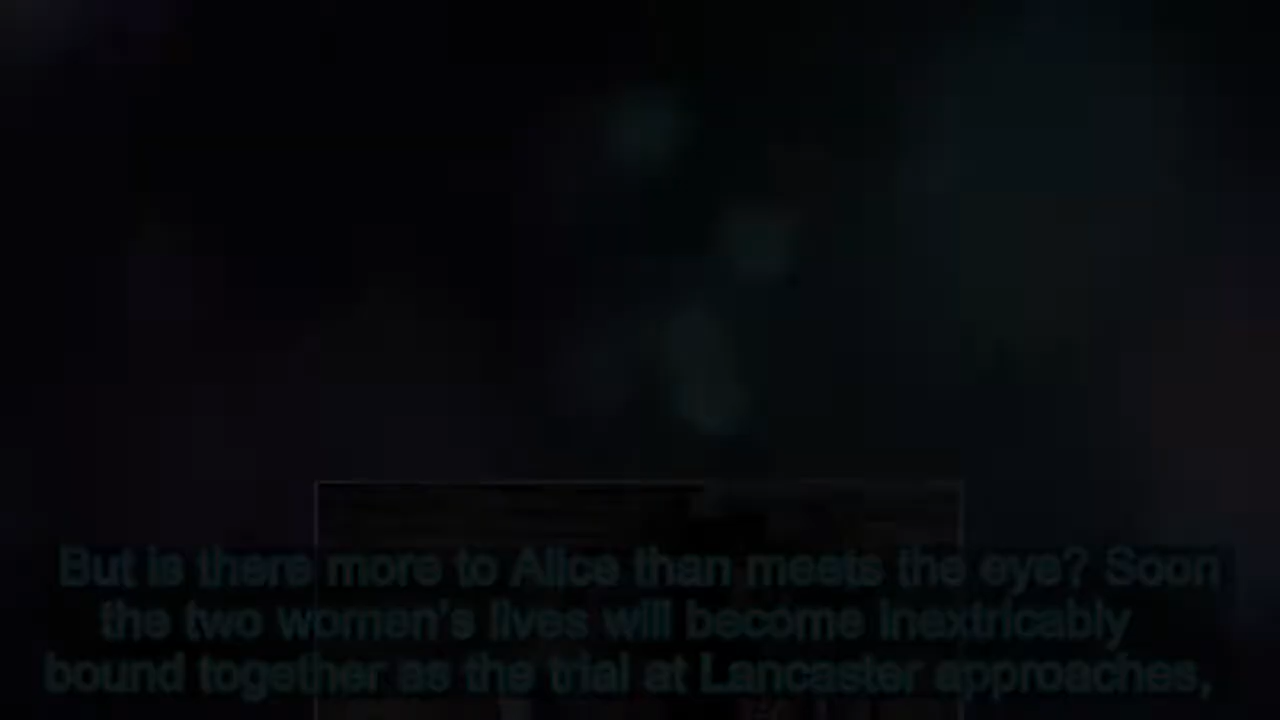 But is there more to Alice than meets the eye? Soon
the two women's lives will become inextricably
bound together as the trial at Lancaster approaches,